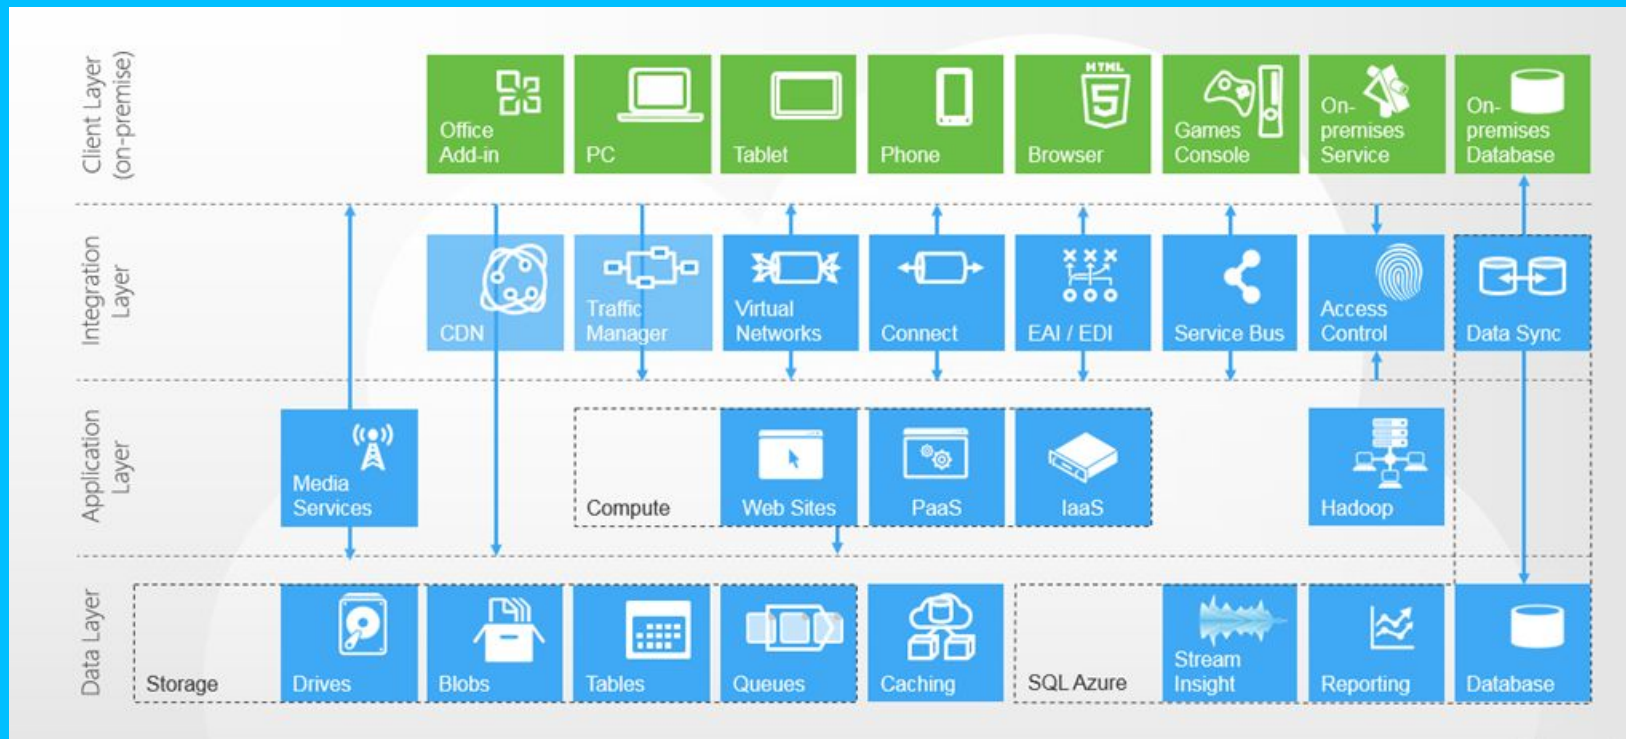 Client Layer
(on-premise)
Office
Add-in
PC
Tablet
Phone
HTML
5
Browser
Games
Console
On-
premises
Service
On-
premises
Database
Integration
Layer
CDN
Traffic
Manager
Virtual
Networks
Connect
EAI / EDI
Service Bus
Access
Control
Data Sync
Application
Layer
Media
Services
Compute
Web Sites
PaaS
IaaS
Hadoop
Data Layer
Storage
Drives
Blobs
Tables
Queues
Caching
SQL Azure
Stream
Insight
Reporting
Database